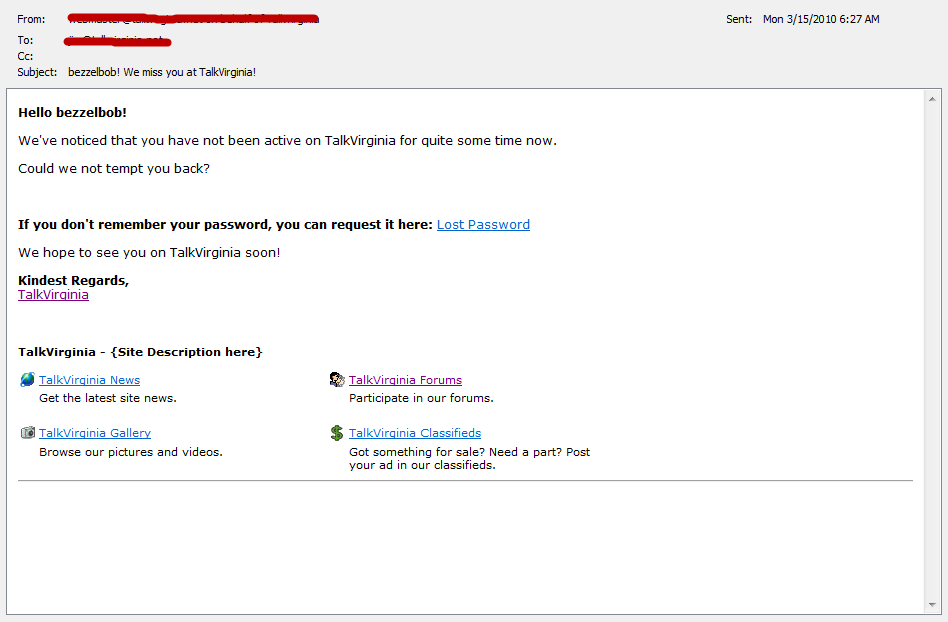 From:
Sent: Mon 3/15/2010 6:27 AM
To:
Cc:
Subject: bezzelbob! We miss you at TalkVirginia!
Hello bezzelbob!
We've noticed that you have not been active on TalkVirginia for quite some time now.
Could we not tempt you back?
If you don't remember your password, you can request it here: Lost Password
We hope to see you on TalkVirginia soon!
Kindest Regards,
TalkVirginia
TalkVirginia - {Site Description here}
TalkVirginia News
Get the latest site news.
TalkVirginia Forums
Participate in our forums.
TalkVirginia Gallery
Browse our pictures and videos.
TalkVirginia Classifieds
Got something for sale? Need a part? Post
your ad in our classifieds.